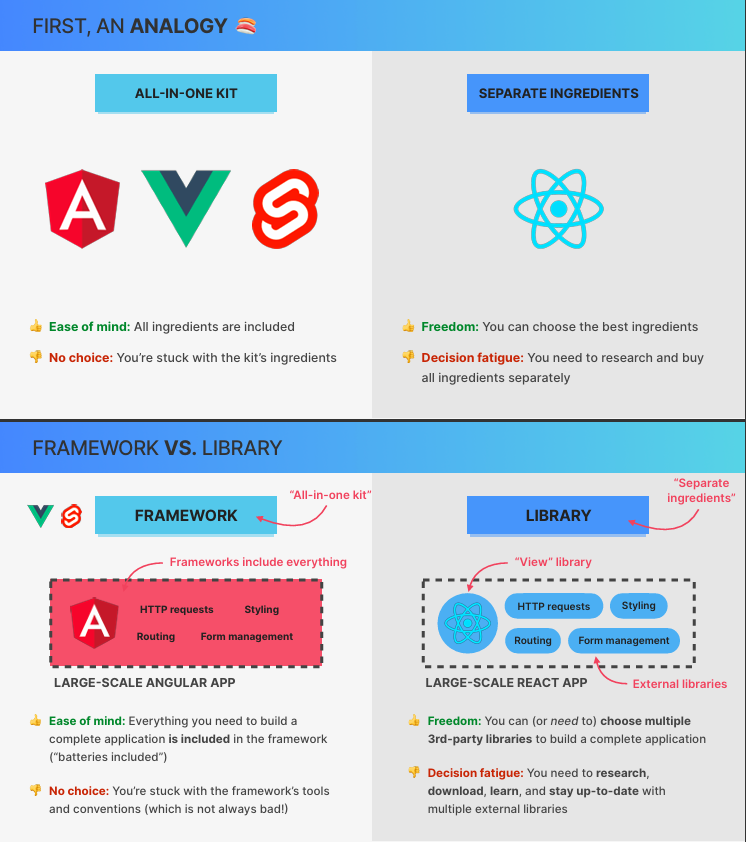 FIRST, AN ANALOGY 🍣
ALL-IN-ONE KIT
SEPARATE INGREDIENTS
A
👍 Ease of mind: All ingredients are included
👎 No choice: You’re stuck with the kit’s ingredients
👍 Freedom: You can choose the best ingredients
👎 Decision fatigue: You need to research and buy
all ingredients separately
FRAMEWORK VS. LIBRARY
“All-in-one kit”
FRAMEWORK
Frameworks include everything
A
HTTP requests
Styling
Routing
Form management
LARGE-SCALE ANGULAR APP
👍 Ease of mind: Everything you need to build a
complete application is included in the framework
(“batteries included”)
👎 No choice: You’re stuck with the framework’s tools
and conventions (which is not always bad!)
“Separate
ingredients”
LIBRARY
“View” library
HTTP requests
Styling
Routing
Form management
LARGE-SCALE REACT APP
External libraries
👍 Freedom: You can (or need to) choose multiple
3rd-party libraries to build a complete application
👎 Decision fatigue: You need to research,
download, learn, and stay up-to-date with
multiple external libraries